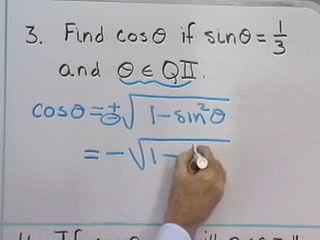 3. Find cosθ if sinθ = 1/3
and θ ∈ QII.
cosθ = ±√(1 − sin²θ)
= −√(1 −